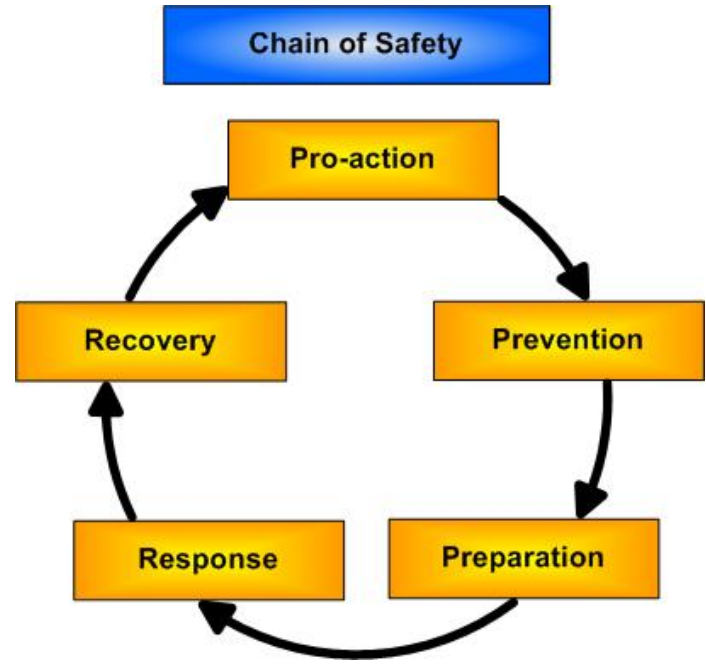 Chain of Safety
Pro-action
Prevention
Preparation
Response
Recovery